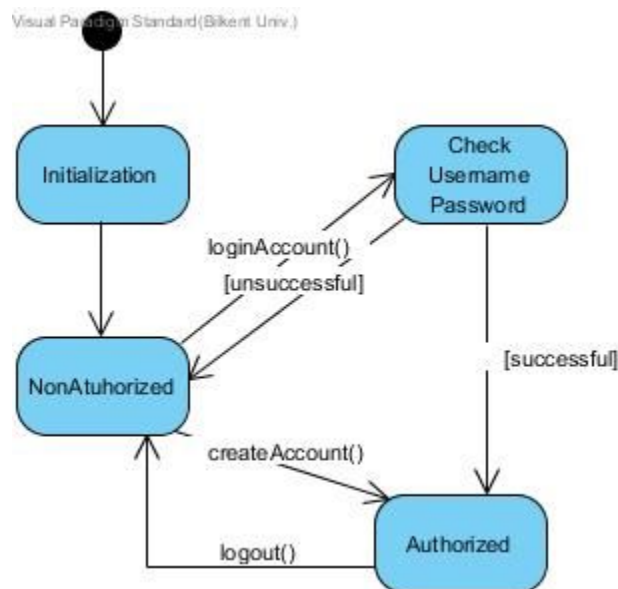 Visual Paradigm Standard(Bilkent Univ.)
Initialization
Check
Username
Password
loginAccount()
[unsuccessful]
[successful]
NonAtuhorized
createAccount()
Authorized
logout()